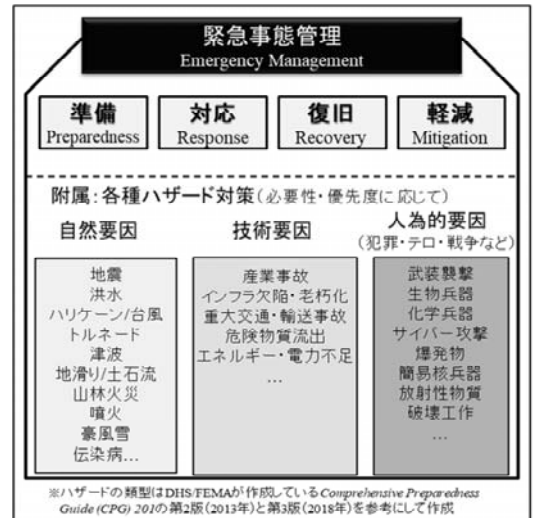 緊急事態管理
Emergency Management
準備
Preparedness
対応
Response
復旧
Recovery
軽減
Mitigation
附属：各種ハザード対策（必要性・優先度に応じて）
自然要因
地震
洪水
ハリケーン/台風
トルネード
津波
地滑り/土石流
山林火災
噴火
豪風雪
伝染病…
技術要因
産業事故
インフラ欠陥・老朽化
重大交通・輸送事故
危険物質流出
エネルギー・電力不足
…
人為的要因
（犯罪・テロ・戦争など）
武装襲撃
生物兵器
化学兵器
サイバー攻撃
爆発物
簡易核兵器
放射性物質
破壊工作
…
※ハザードの類型はDHS/FEMAが作成しているComprehensive Preparedness
Guide (CPG) 201の第2版（2013年）と第3版（2018年）を参考にして作成